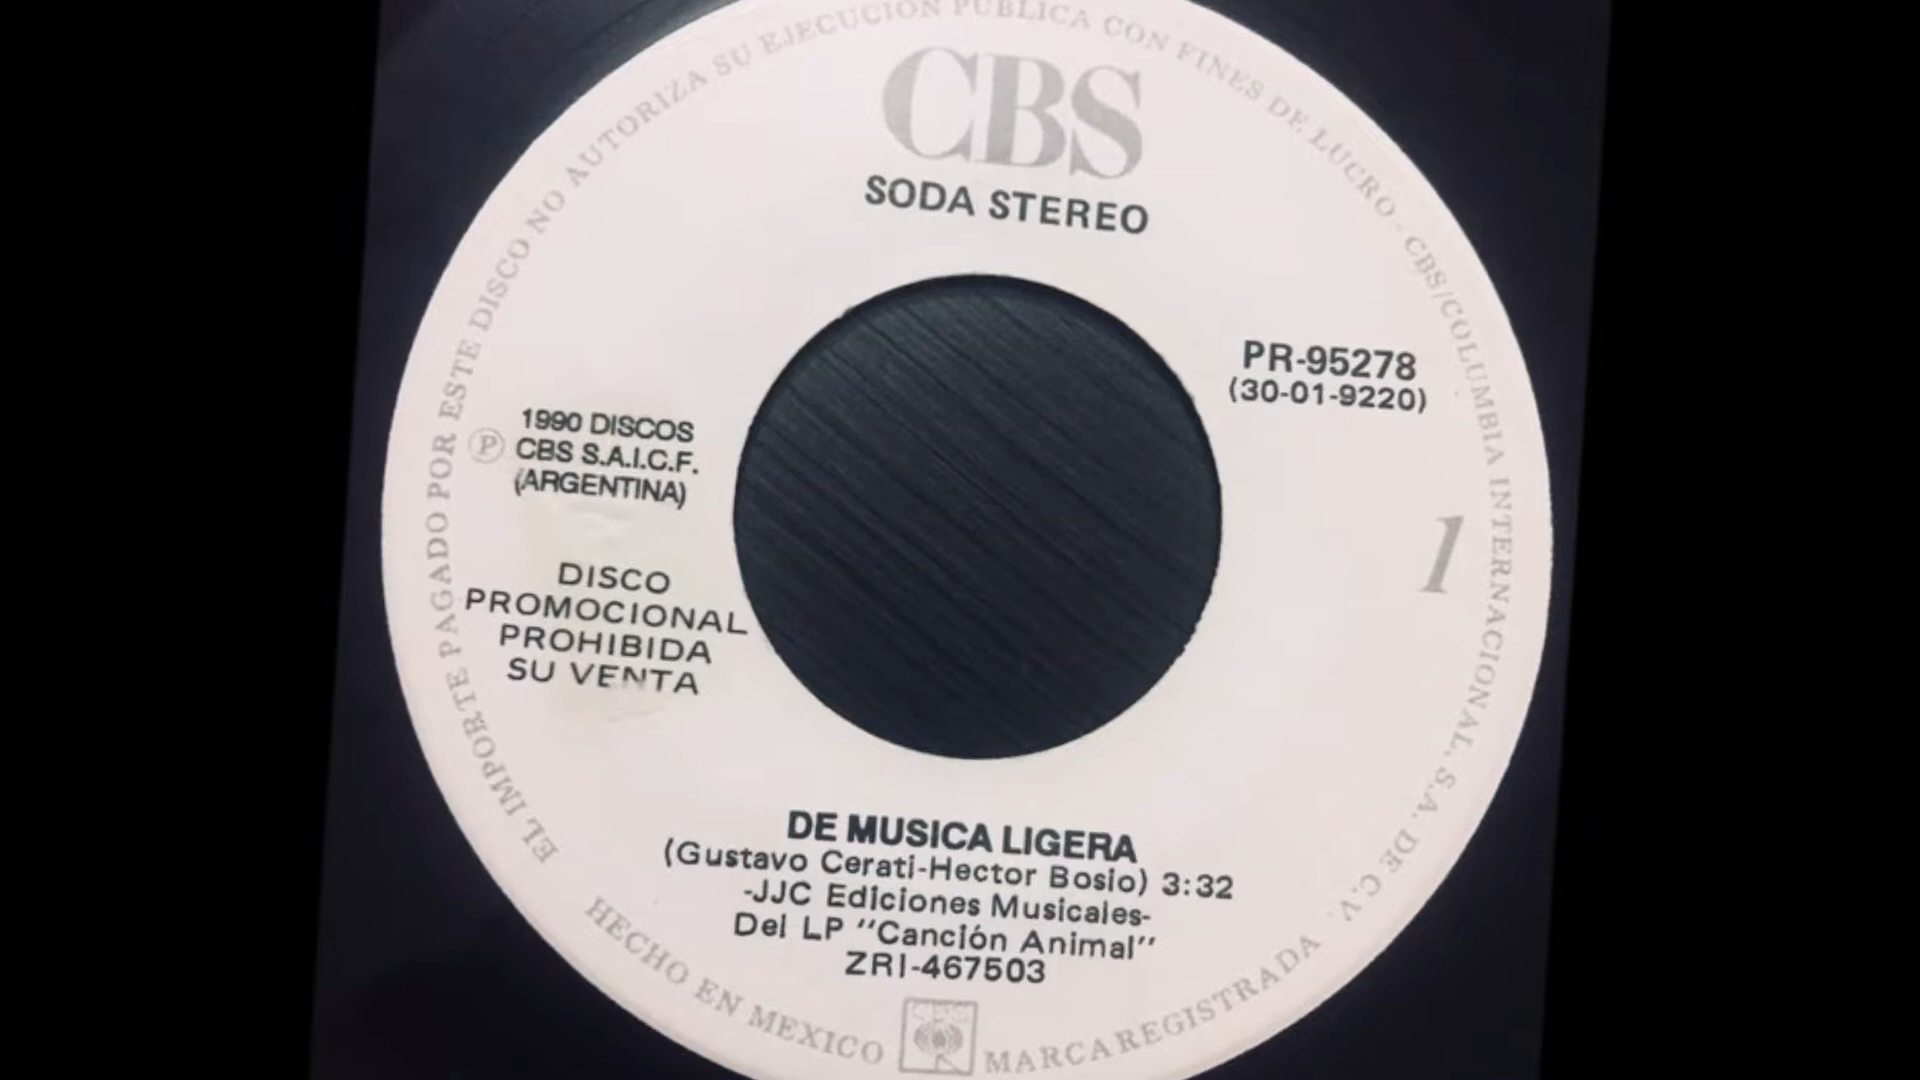 EL IMPORTE PAGADO POR ESTE DISCO NO AUTORIZA SU EJECUCION PUBLICA CON FINES DE LUCRO - CBS/COLUMBIA INTERNACIONAL, S.A. DE C.V.
CBS
SODA STEREO
PR-95278
(30-01-9220)
℗ 1990 DISCOS
CBS S.A.I.C.F.
(ARGENTINA)
1
DISCO
PROMOCIONAL
PROHIBIDA
SU VENTA
DE MUSICA LIGERA
(Gustavo Cerati-Hector Bosio) 3:32
-JJC Ediciones Musicales-
Del LP "Canción Animal"
ZRI-467503
HECHO EN MEXICO
CBS
MARCA REGISTRADA